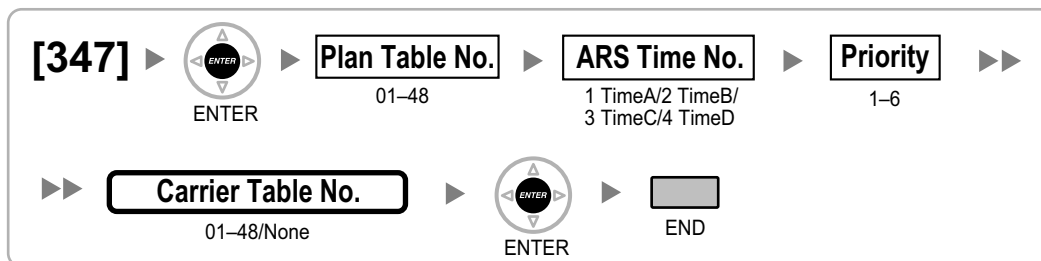 [347] ENTER Plan Table No. ARS Time No. Priority
ENTER 01–48 1 TimeA/2 TimeB/ 1–6
3 TimeC/4 TimeD
Carrier Table No. ENTER
01–48/None ENTER END